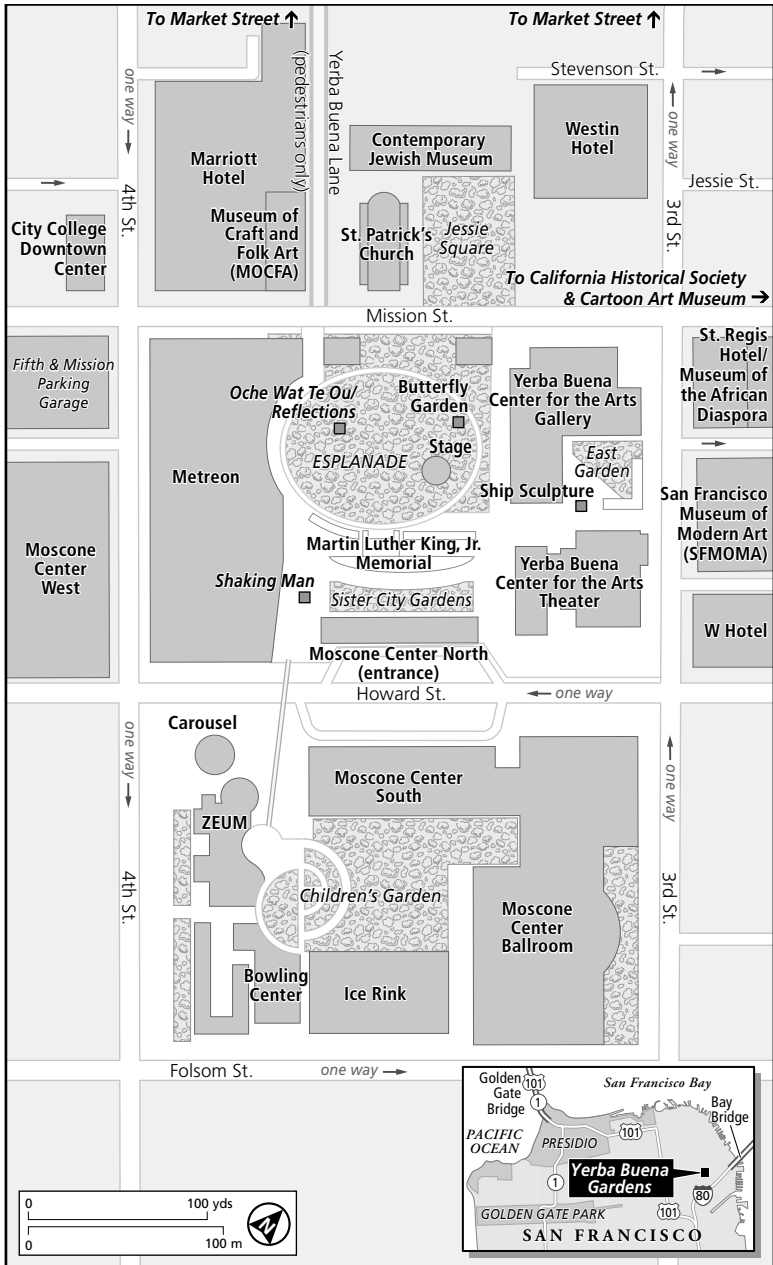 To Market Street
To Market Street
Stevenson St.
one way
Yerba Buena Lane
(pedestrians only)
one way
Westin
Hotel
Contemporary
Jewish Museum
Marriott
Hotel
4th St.
3rd St.
Jessie St.
City College
Downtown
Center
Museum of
Craft and
Folk Art
(MOCFA)
St. Patrick's
Church
Jessie
Square
To California Historical Society
& Cartoon Art Museum
Mission St.
Fifth & Mission
Parking
Garage
Oche Wat Te Ou/
Reflections
Butterfly
Garden
Yerba Buena
Center for the Arts
Gallery
St. Regis
Hotel/
Museum of
the African
Diaspora
ESPLANADE
Stage
East
Garden
Metreon
Ship Sculpture
San Francisco
Museum of
Modern Art
(SFMOMA)
Moscone
Center
West
Martin Luther King, Jr.
Memorial
Yerba Buena
Center for the Arts
Theater
Shaking Man
Sister City Gardens
W Hotel
Moscone Center North
(entrance)
Howard St.
one way
Carousel
one way
one way
Moscone Center
South
ZEUM
4th St.
3rd St.
Children's Garden
Moscone
Center
Ballroom
Bowling
Center
Ice Rink
Folsom St.
one way
Golden
Gate
Bridge
101
1
San Francisco Bay
Bay
Bridge
PACIFIC
OCEAN
PRESIDIO
101
Yerba Buena
Gardens
1
80
GOLDEN GATE PARK
101
SAN FRANCISCO
0
100 yds
0
100 m
N